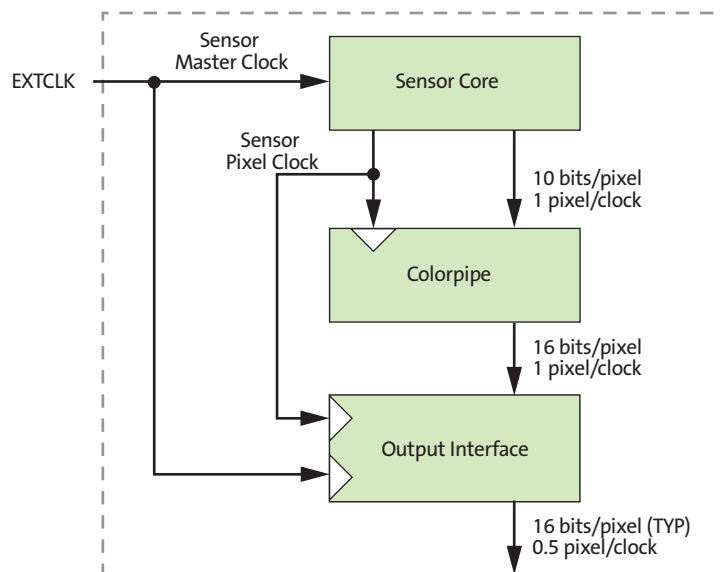 Sensor
Master Clock
EXTCLK
Sensor Core
Sensor
Pixel Clock
10 bits/pixel
1 pixel/clock
Colorpipe
16 bits/pixel
1 pixel/clock
Output Interface
16 bits/pixel (TYP)
0.5 pixel/clock